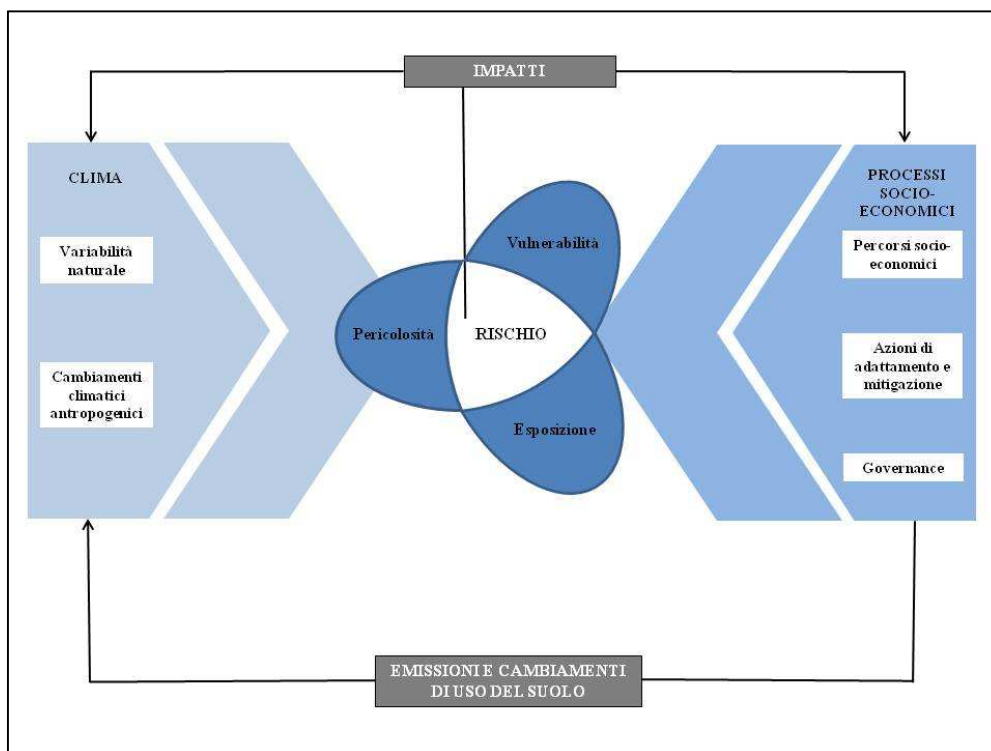 IMPATTI
CLIMA
Variabilità
naturale
Cambiamenti
climatici
antropogenici
Pericolosità
RISCHIO
Vulnerabilità
Esposizione
PROCESSI
SOCIO-
ECONOMICI
Percorsi socio-
economici
Azioni di
adattamento e
mitigazione
Governance
EMISSIONI E CAMBIAMENTI
DI USO DEL SUOLO